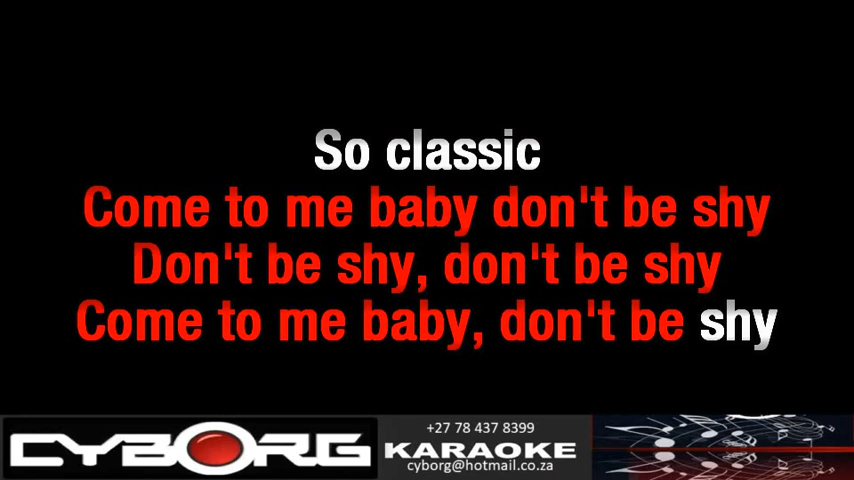 So classic
Come to me baby don't be shy
Don't be shy, don't be shy
Come to me baby, don't be shy
CYBORG
+27 78 437 8399
KARAOKE
cyborg@hotmail.co.za